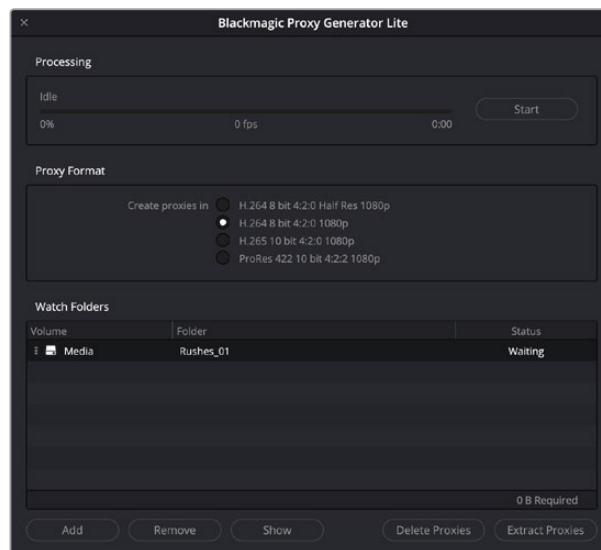 Blackmagic Proxy Generator Lite
Processing
Idle
0% 0 fps 0:00
Start
Proxy Format
Create proxies in H.264 8 bit 4:2:0 Half Res 1080p
H.264 8 bit 4:2:0 1080p
H.265 10 bit 4:2:0 1080p
ProRes 422 10 bit 4:2:2 1080p
Watch Folders
Volume Folder Status
Media Rushes_01 Waiting
0 B Required
Add Remove Show Delete Proxies Extract Proxies